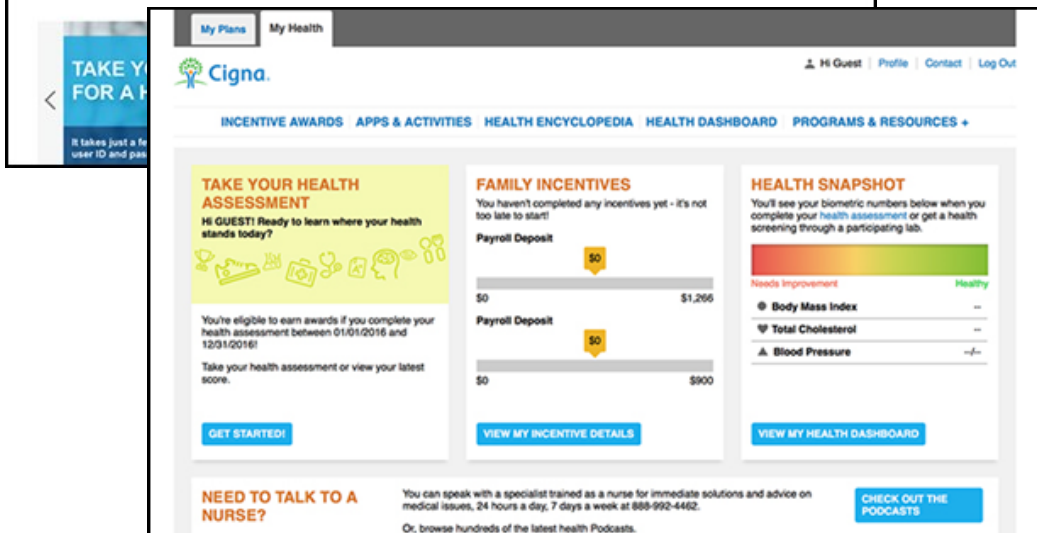 TAKE
FOR A
It takes just a
user ID and
My Plans
My Health
Cigna.
Hi Guest
Profile
Contact
Log Out
INCENTIVE AWARDS
APPS & ACTIVITIES
HEALTH ENCYCLOPEDIA
HEALTH DASHBOARD
PROGRAMS & RESOURCES +
TAKE YOUR HEALTH
ASSESSMENT
Hi GUEST! Ready to learn where your health
stands today?
You're eligible to earn awards if you complete your
health assessment between 01/01/2016 and
12/31/2016!
Take your health assessment or view your latest
score.
GET STARTED!
FAMILY INCENTIVES
You haven't completed any incentives yet - it's not
too late to start!
Payroll Deposit
$0
$0
$1,266
Payroll Deposit
$0
$0
$900
VIEW MY INCENTIVE DETAILS
HEALTH SNAPSHOT
You'll see your biometric numbers below when you
complete your health assessment or get a health
screening through a participating lab.
Needs Improvement
Healthy
Body Mass Index
--
Total Cholesterol
--
Blood Pressure
--/--
VIEW MY HEALTH DASHBOARD
NEED TO TALK TO A
NURSE?
You can speak with a specialist trained as a nurse for immediate solutions and advice on
medical issues, 24 hours a day, 7 days a week at 888-992-4462.
Or, browse hundreds of the latest health Podcasts.
CHECK OUT THE
PODCASTS